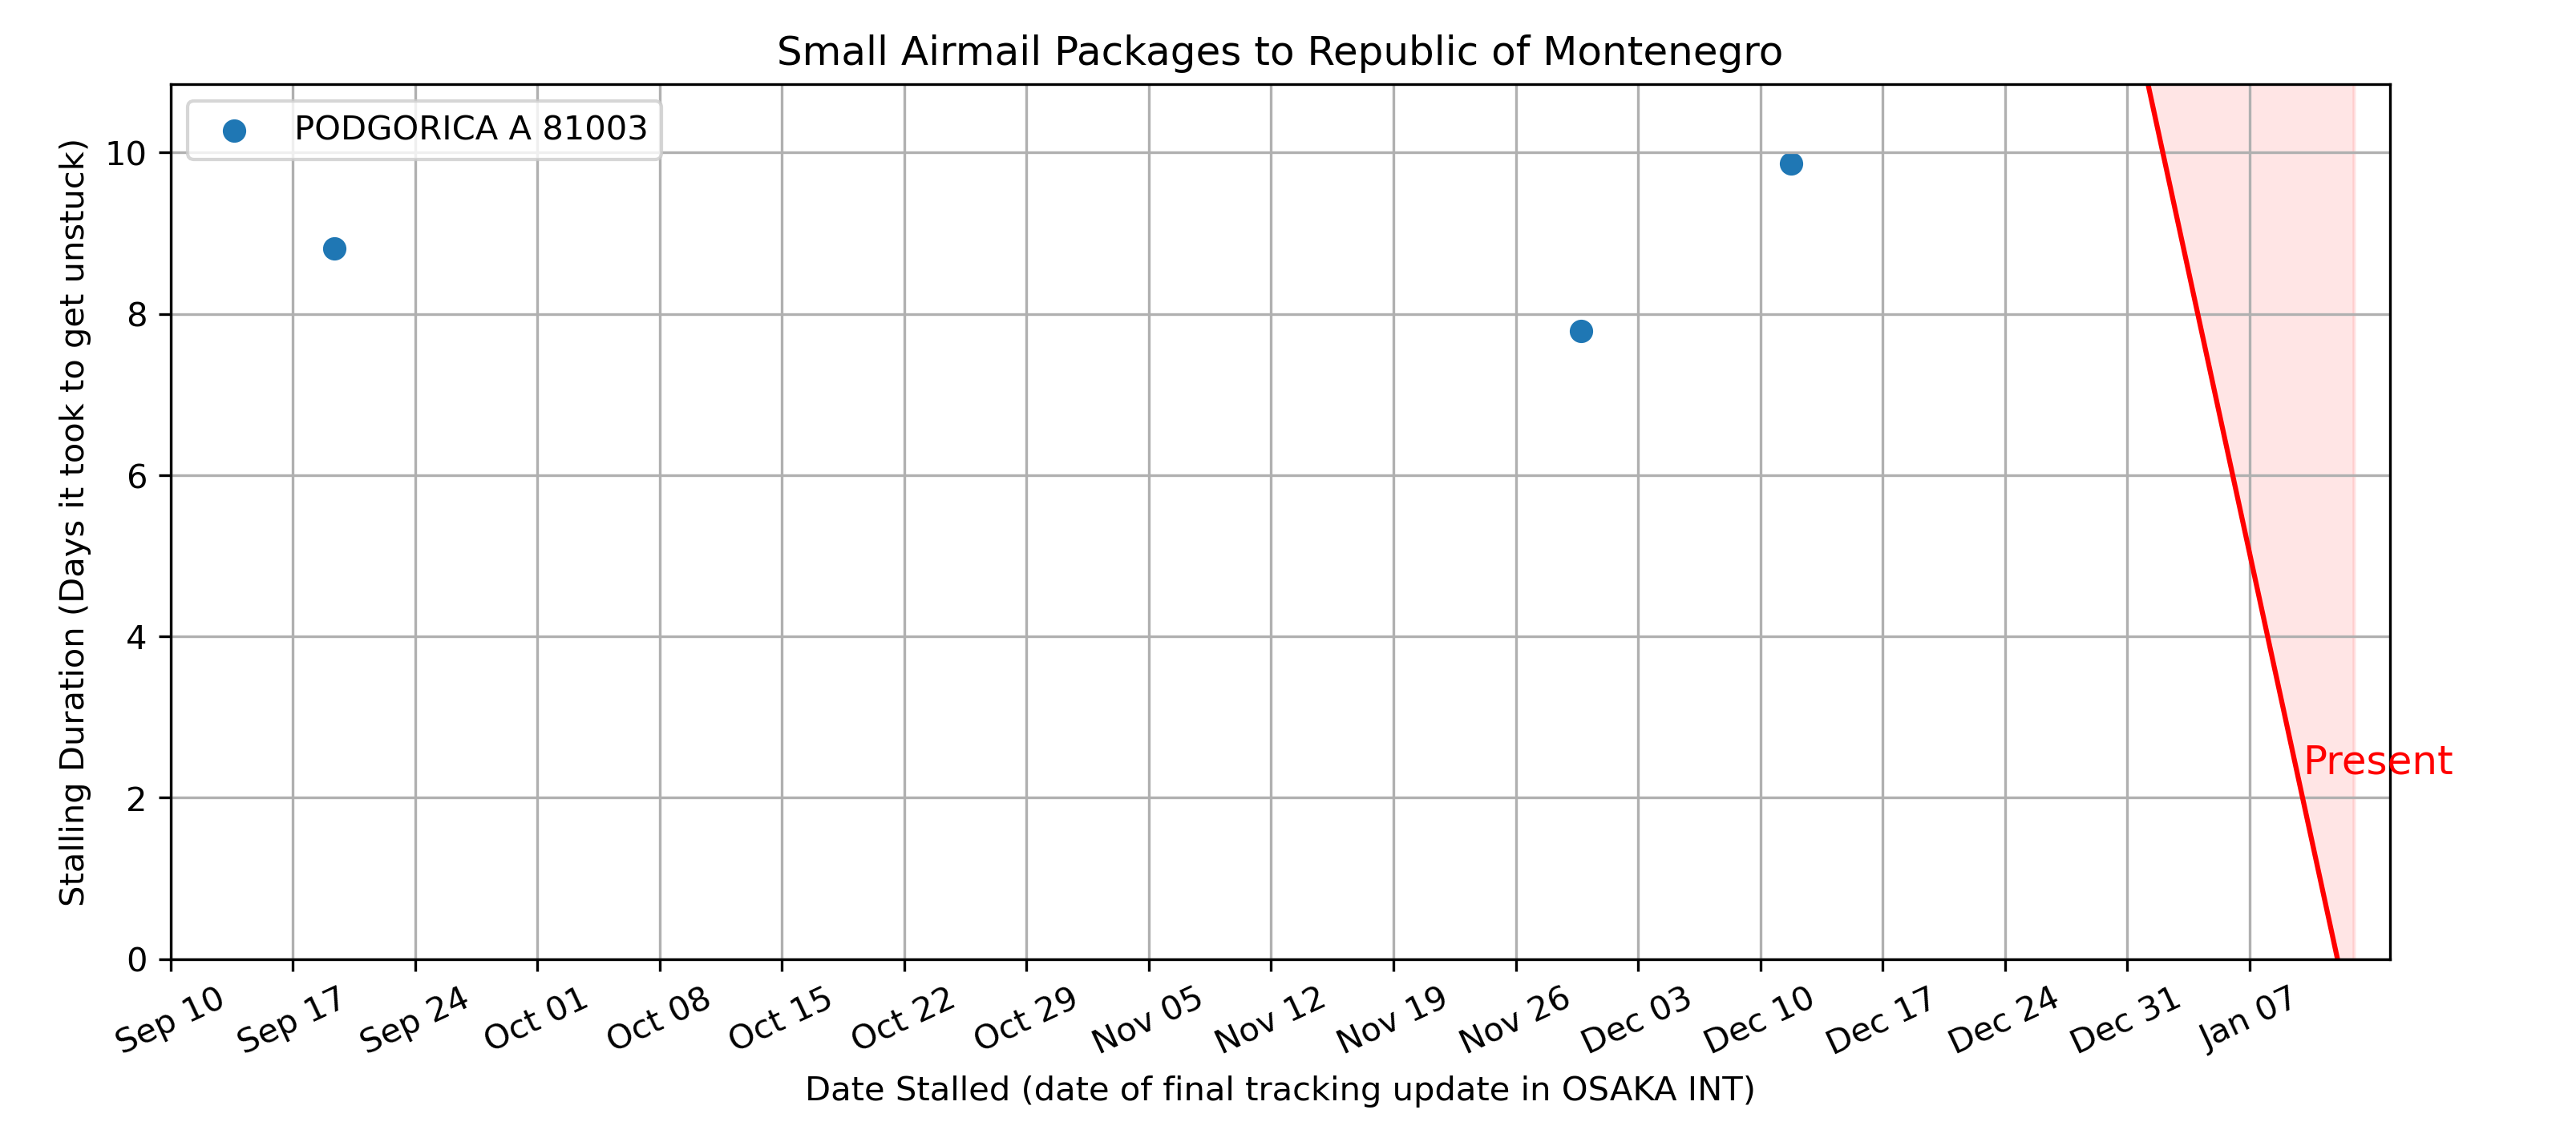 Small Airmail Packages to Republic of Montenegro
PODGORICA A 81003
Stalling Duration (Days it took to get unstuck)
10
8
6
4
2
0
Present
Sep 10
Sep 17
Sep 24
Oct 01
Oct 08
Oct 15
Oct 22
Oct 29
Nov 05
Nov 12
Nov 19
Nov 26
Dec 03
Dec 10
Dec 17
Dec 24
Dec 31
Jan 07
Date Stalled (date of final tracking update in OSAKA INT)